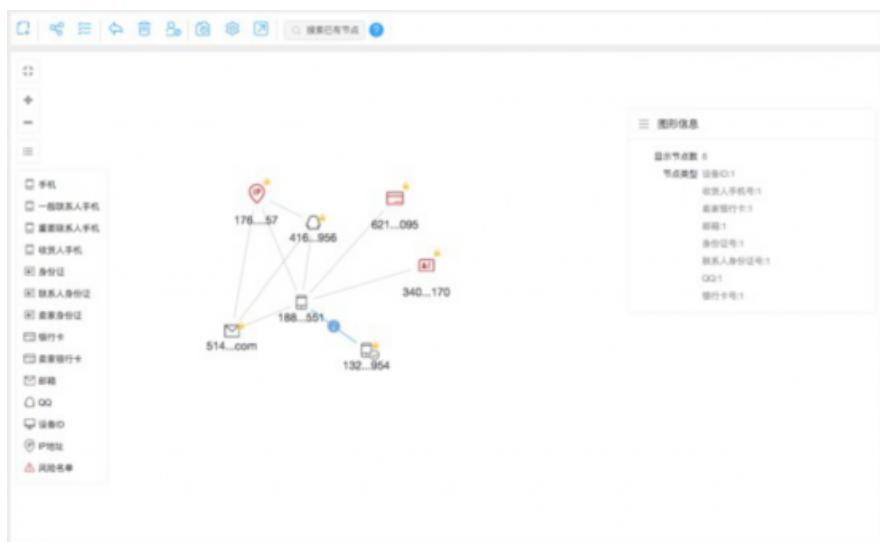 搜索已有节点
?
图形信息
显示节点数 8
节点类型 设备ID:1
收货人手机号:1
卖家银行卡:1
邮箱:1
身份证号:1
联系人身份证号:1
QQ:1
银行卡号:1
手机
一般联系人手机
重要联系人手机
收货人手机
身份证
联系人身份证
卖家身份证
银行卡
卖家银行卡
邮箱
QQ
设备ID
IP地址
风险名单
IP
176...57
416...956
621...095
340...170
188...551
514...com
132...954